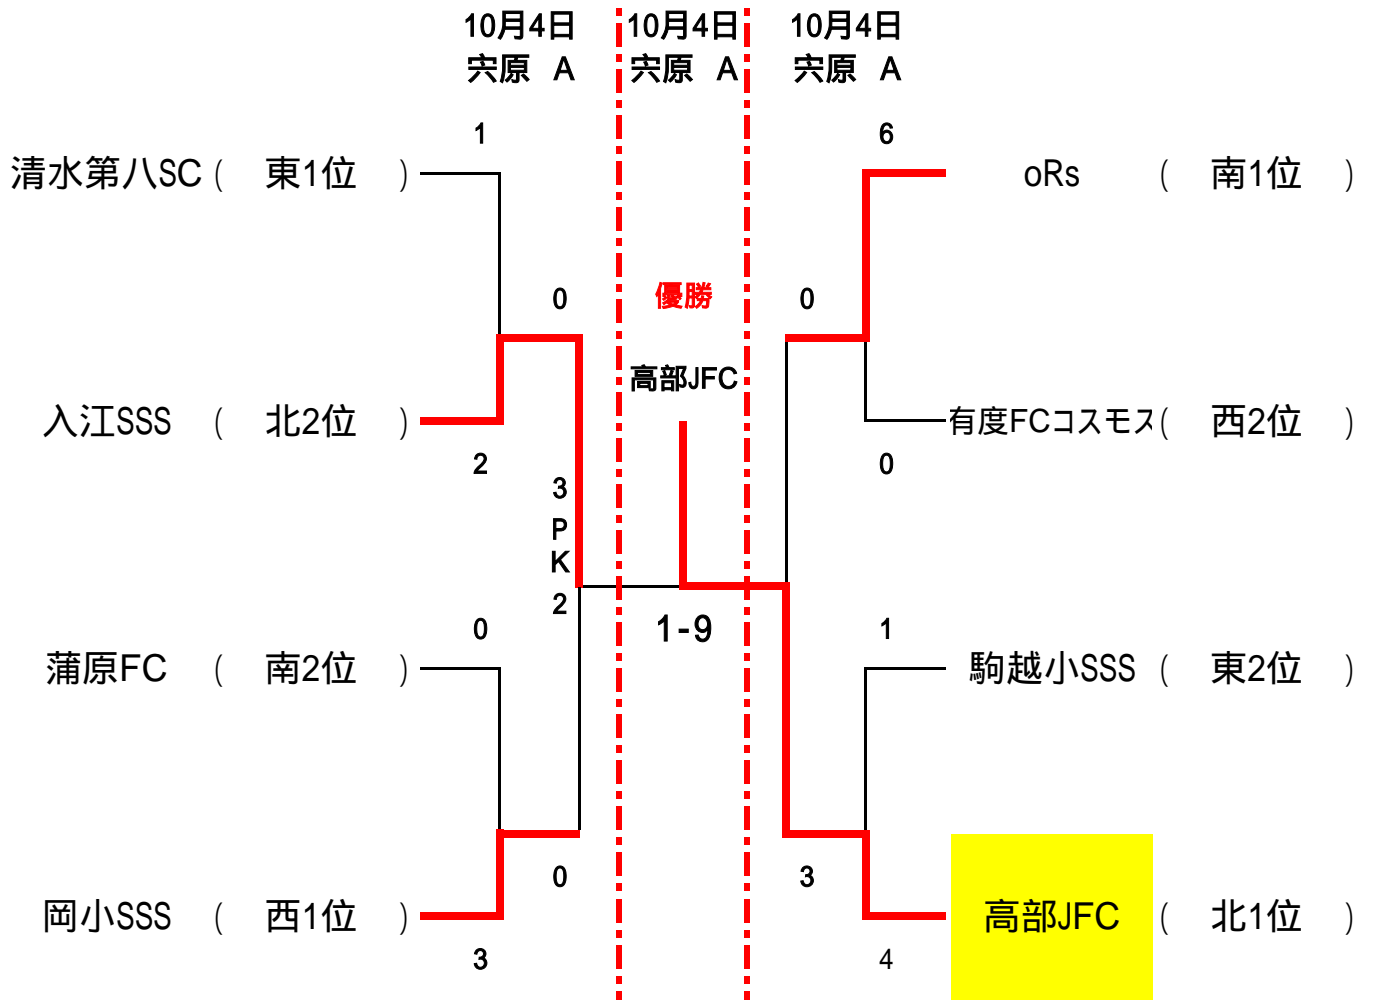 10月4日 10月4日 10月4日
宍原 A 宍原 A 宍原 A
1 6
清水第八SC ( 東1位 ) oRs ( 南1位 )
0 優勝 0
高部JFC
入江SSS ( 北2位 ) 有度FCコスモス ( 西2位 )
2 0
3
P
K
2
1-9
0 1
蒲原FC ( 南2位 ) 駒越小SSS ( 東2位 )
0 3
岡小SSS ( 西1位 ) 高部JFC ( 北1位 )
3 4